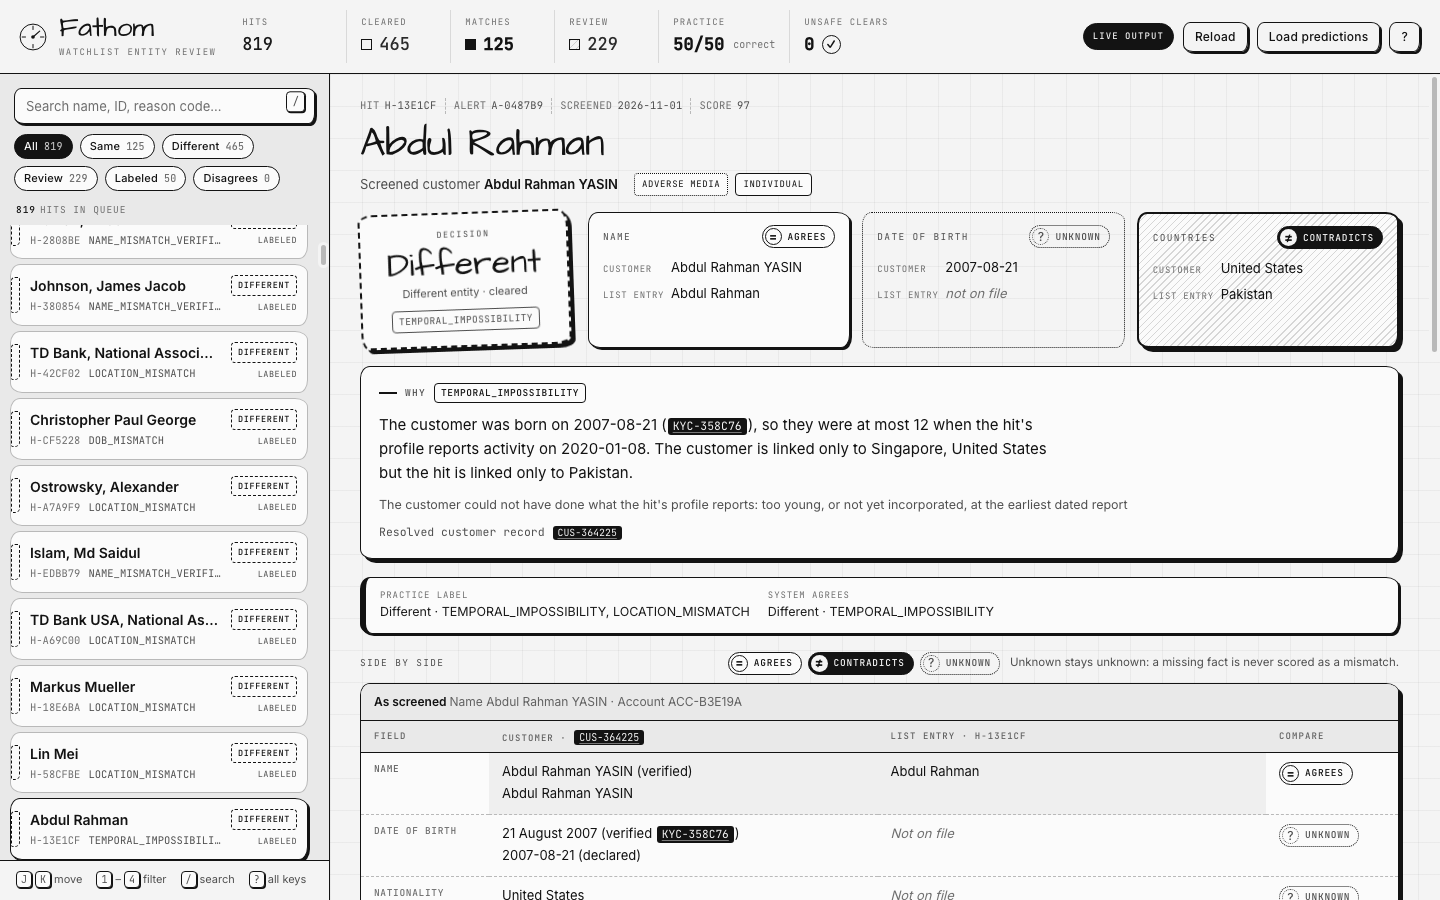 Fathom
WATCHLIST ENTITY REVIEW
HITS
819
CLEARED
465
MATCHES
125
REVIEW
229
PRACTICE
50/50 correct
UNSAFE CLEARS
0
LIVE OUTPUT
Reload
Load predictions
?
Search name, ID, reason code...
/
All 819
Same 125
Different 465
Review 229
Labeled 50
Disagrees 0
819 HITS IN QUEUE
H-2808BE NAME_MISMATCH_VERIFI... LABELED
Johnson, James Jacob DIFFERENT
H-380854 NAME_MISMATCH_VERIFI... LABELED
TD Bank, National Associ... DIFFERENT
H-42CF02 LOCATION_MISMATCH LABELED
Christopher Paul George DIFFERENT
H-CF5228 DOB_MISMATCH LABELED
Ostrowsky, Alexander DIFFERENT
H-A7A9F9 LOCATION_MISMATCH LABELED
Islam, Md Saidul DIFFERENT
H-EDBB79 NAME_MISMATCH_VERIFI... LABELED
TD Bank USA, National As... DIFFERENT
H-A69C00 LOCATION_MISMATCH LABELED
Markus Mueller DIFFERENT
H-18E6BA LOCATION_MISMATCH LABELED
Lin Mei DIFFERENT
H-58CFBE LOCATION_MISMATCH LABELED
Abdul Rahman DIFFERENT
H-13E1CF TEMPORAL_IMPOSSIBILI... LABELED
J K move 1 – 4 filter / search ? all keys
HIT H-13E1CF ALERT A-0487B9 SCREENED 2026-11-01 SCORE 97
Abdul Rahman
Screened customer Abdul Rahman YASIN ADVERSE MEDIA INDIVIDUAL
DECISION
Different
Different entity · cleared
TEMPORAL_IMPOSSIBILITY
NAME = AGREES
CUSTOMER Abdul Rahman YASIN
LIST ENTRY Abdul Rahman
DATE OF BIRTH ? UNKNOWN
CUSTOMER 2007-08-21
LIST ENTRY not on file
COUNTRIES ≠ CONTRADICTS
CUSTOMER United States
LIST ENTRY Pakistan
WHY TEMPORAL_IMPOSSIBILITY
The customer was born on 2007-08-21 (KYC-358C76), so they were at most 12 when the hit's
profile reports activity on 2020-01-08. The customer is linked only to Singapore, United States
but the hit is linked only to Pakistan.
The customer could not have done what the hit's profile reports: too young, or not yet incorporated, at the earliest dated report
Resolved customer record CUS-364225
PRACTICE LABEL
Different · TEMPORAL_IMPOSSIBILITY, LOCATION_MISMATCH
SYSTEM AGREES
Different · TEMPORAL_IMPOSSIBILITY
SIDE BY SIDE = AGREES ≠ CONTRADICTS ? UNKNOWN Unknown stays unknown: a missing fact is never scored as a mismatch.
As screened Name Abdul Rahman YASIN · Account ACC-B3E19A
FIELD CUSTOMER · CUS-364225 LIST ENTRY · H-13E1CF COMPARE
NAME Abdul Rahman YASIN (verified) Abdul Rahman = AGREES
Abdul Rahman YASIN
DATE OF BIRTH 21 August 2007 (verified KYC-358C76) Not on file ? UNKNOWN
2007-08-21 (declared)
NATIONALITY United States Not on file ? UNKNOWN